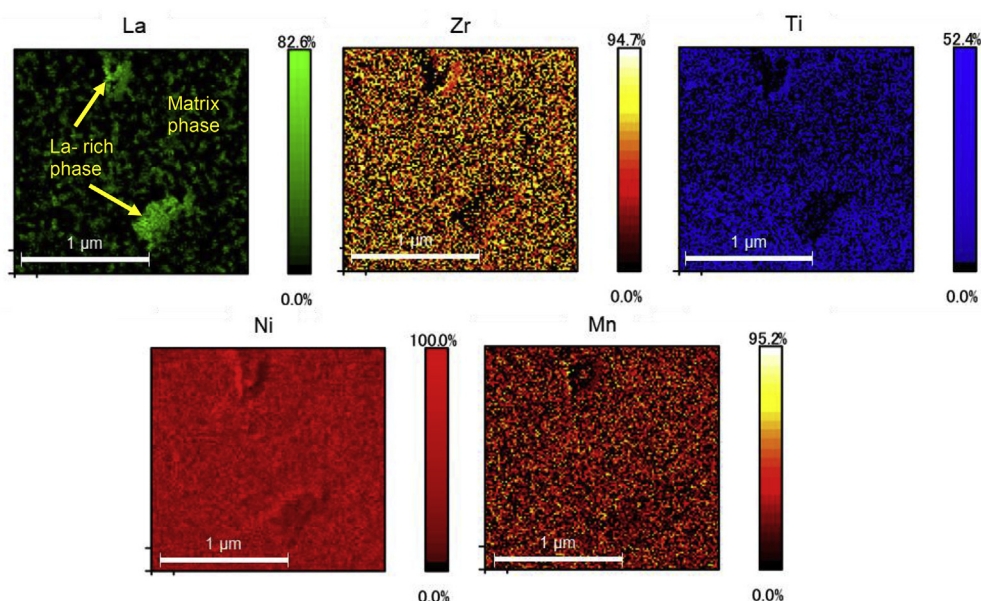 La
82.6%
Matrix
phase
La- rich
phase
1 µm
0.0%
Zr
94.7%
1 µm
0.0%
Ti
52.4%
1 µm
0.0%
Ni
100.0%
1 µm
0.0%
Mn
95.2%
1 µm
0.0%